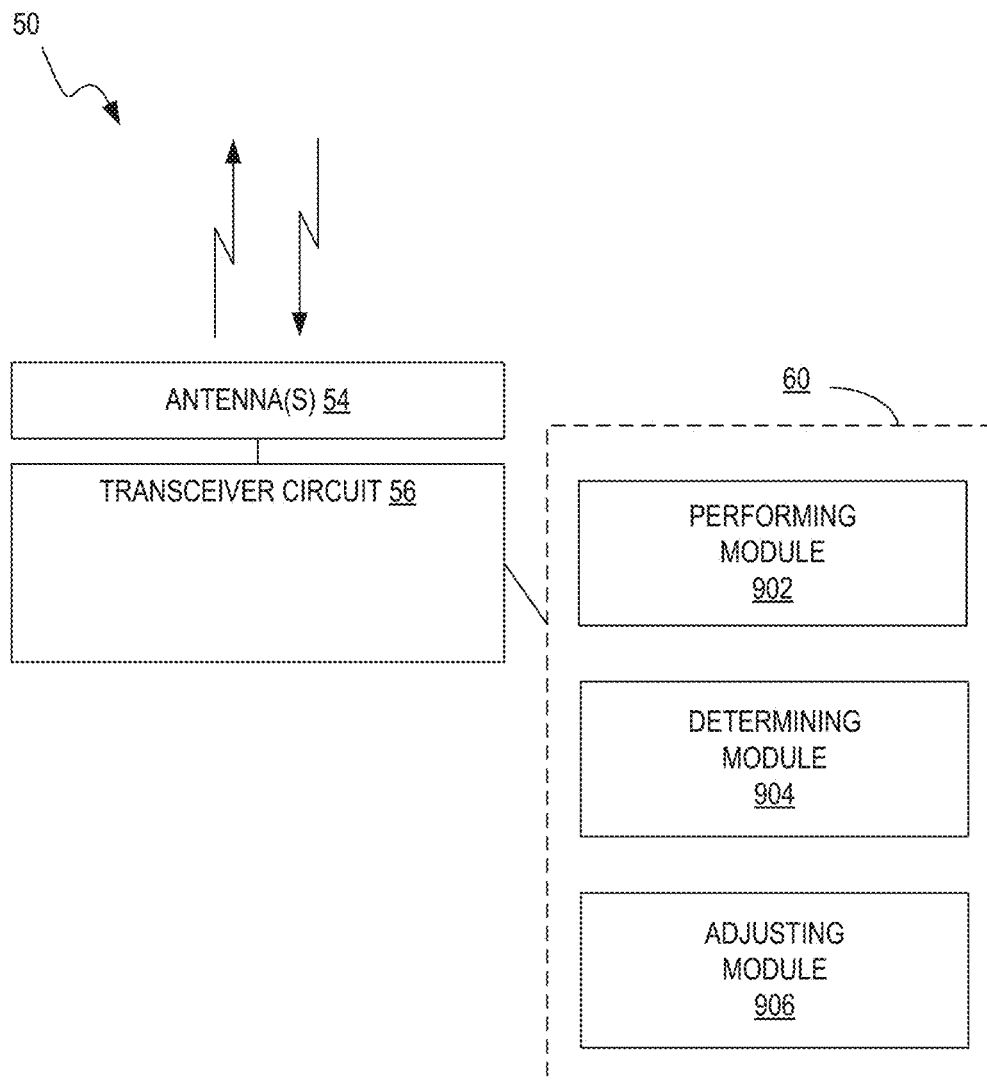 50
ANTENNA(S) 54
60
TRANSCEIVER CIRCUIT 56
PERFORMING
MODULE
902
DETERMINING
MODULE
904
ADJUSTING
MODULE
906